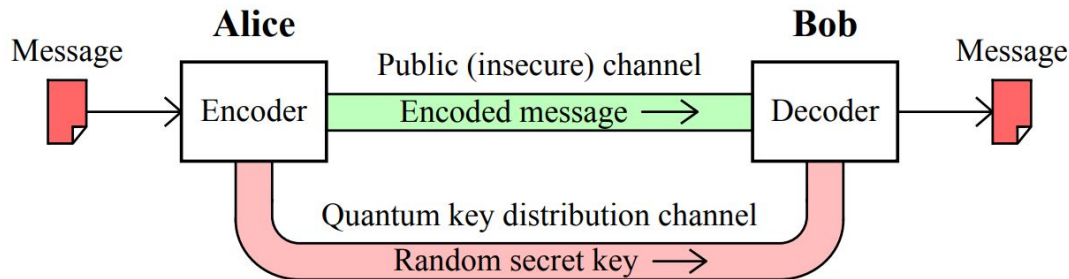 Alice
Bob
Message
Message
Public (insecure) channel
Encoder
Encoded message
Decoder
Quantum key distribution channel
Random secret key